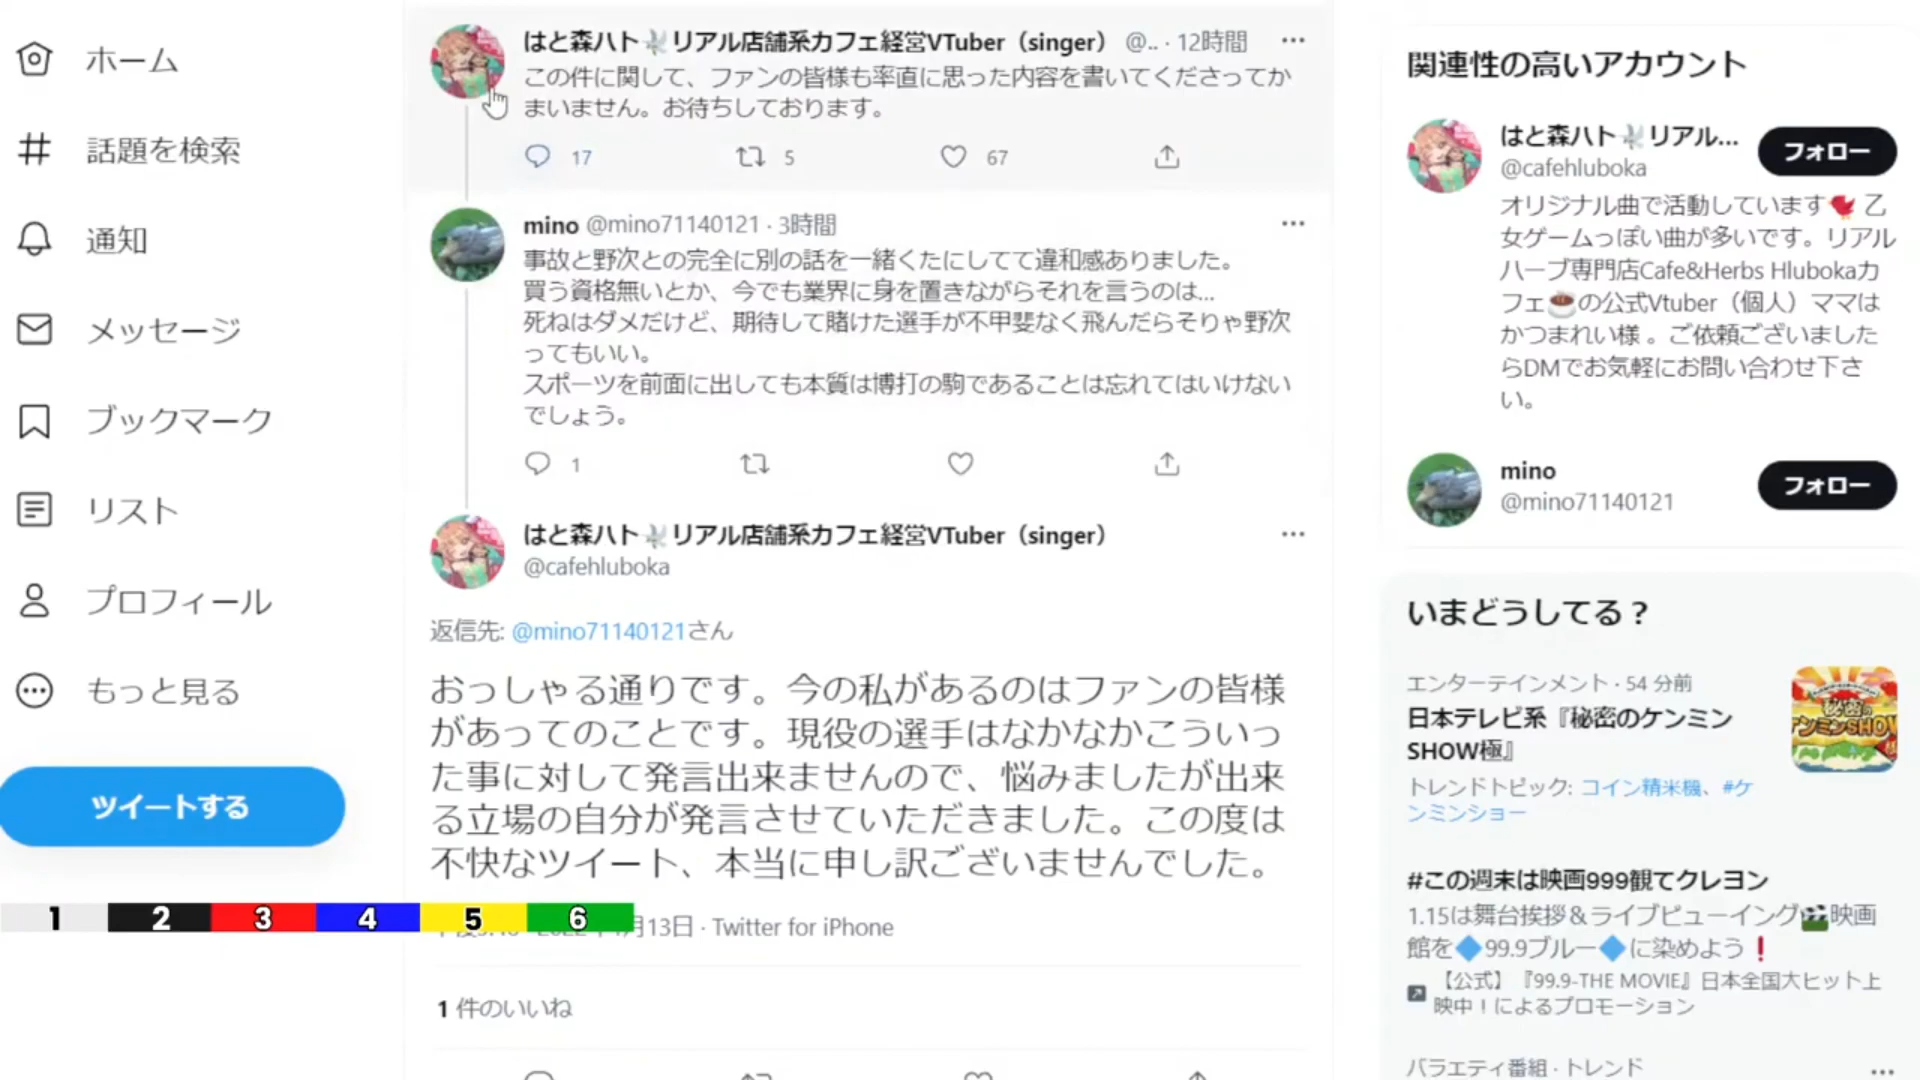 ホーム
話題を検索
通知
メッセージ
ブックマーク
リスト
プロフィール
もっと見る
ツイートする
1 2 3 4 5 6
はと森ハト🕊リアル店舗系カフェ経営VTuber（singer） @.. · 12時間
この件に関して、ファンの皆様も率直に思った内容を書いてくださってか
まいません。お待ちしております。
17 5 67
mino @mino71140121 · 3時間
事故と野次との完全に別の話を一緒くたにしてて違和感ありました。
買う資格無いとか、今でも業界に身を置きながらそれを言うのは...
死ねはダメだけど、期待して賭けた選手が不甲斐なく飛んだらそりゃ野次
ってもいい。
スポーツを前面に出しても本質は博打の駒であることは忘れてはいけない
でしょう。
1
はと森ハト🕊リアル店舗系カフェ経営VTuber（singer）
@cafehluboka
返信先: @mino71140121さん
おっしゃる通りです。今の私があるのはファンの皆様
があってのことです。現役の選手はなかなかこういっ
た事に対して発言出来ませんので、悩みましたが出来
る立場の自分が発言させていただきました。この度は
不快なツイート、本当に申し訳ございませんでした。
月13日 · Twitter for iPhone
1 件のいいね
関連性の高いアカウント
はと森ハト🕊リアル...
@cafehluboka
フォロー
オリジナル曲で活動しています🐦乙
女ゲームっぽい曲が多いです。リアル
ハーブ専門店Cafe&Herbs Hlubokaカ
フェ☕の公式Vtuber（個人）ママは
かつまれい様 。ご依頼ございました
らDMでお気軽にお問い合わせ下さ
い。
mino
@mino71140121
フォロー
いまどうしてる？
エンターテインメント · 54 分前
日本テレビ系『秘密のケンミン
SHOW極』
トレンドトピック: コイン精米機、#ケ
ンミンショー
秘密の
ケンミンSHOW
#この週末は映画999観てクレヨン
1.15は舞台挨拶＆ライブビューイング🎬映画
館を🔷99.9ブルー🔷に染めよう❗
【公式】『99.9-THE MOVIE』日本全国大ヒット上
映中！によるプロモーション
バラエティ番組 · トレンド